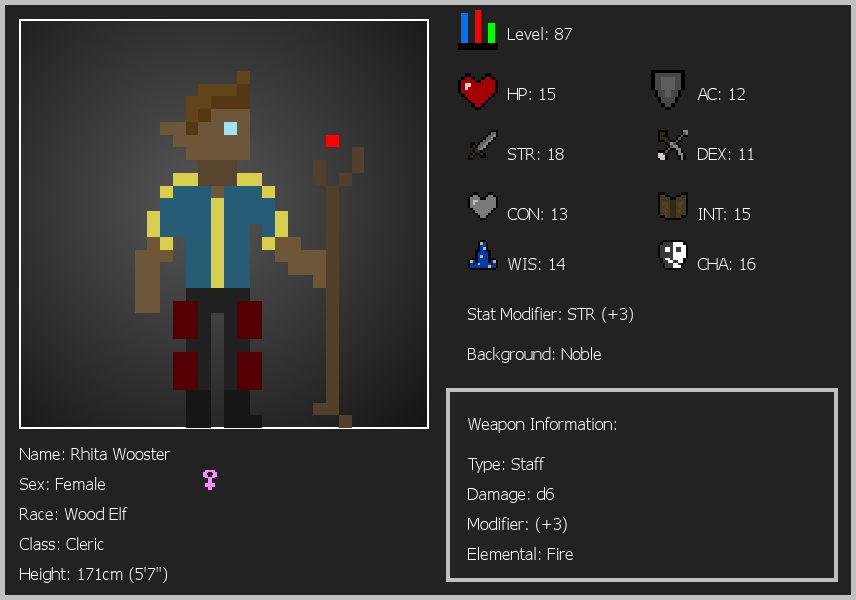 Level: 87
HP: 15
AC: 12
STR: 18
DEX: 11
CON: 13
INT: 15
WIS: 14
CHA: 16
Stat Modifier: STR (+3)
Background: Noble
Weapon Information:
Type: Staff
Damage: d6
Modifier: (+3)
Elemental: Fire
Name: Rhita Wooster
Sex: Female
Race: Wood Elf
Class: Cleric
Height: 171cm (5'7")